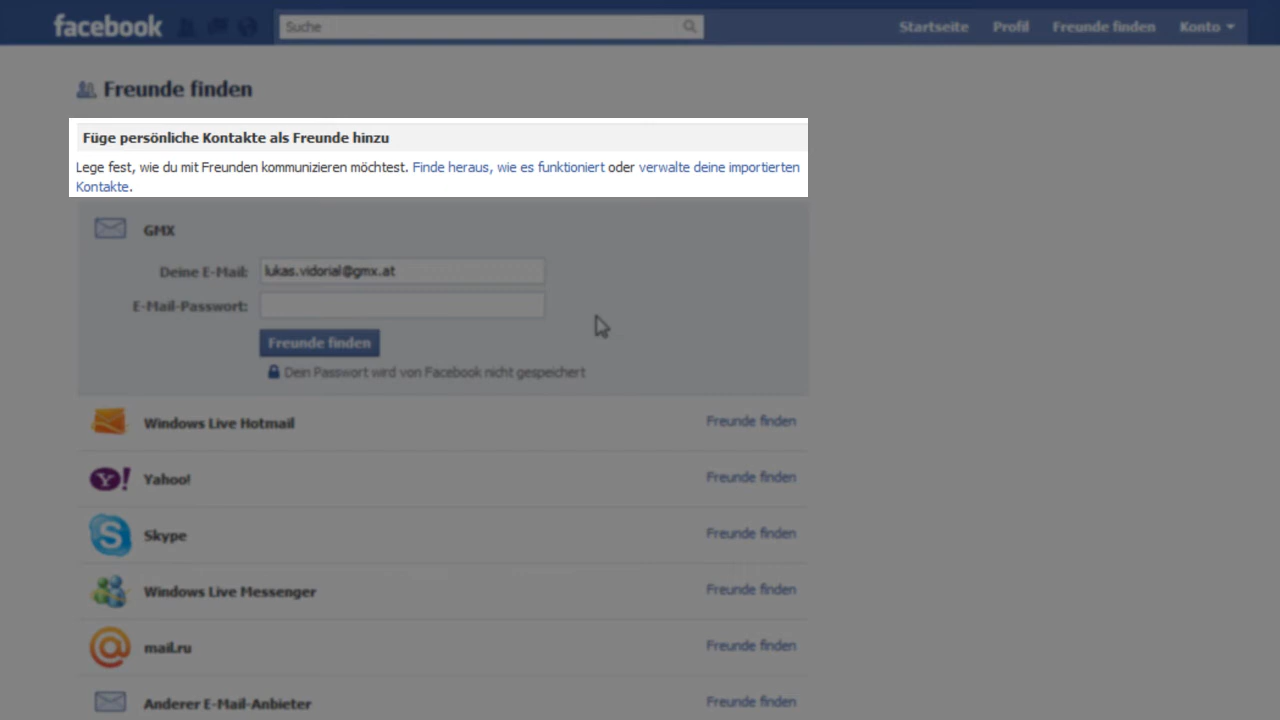 facebook
Suche
Startseite Profil Freunde finden Konto
Freunde finden
Füge persönliche Kontakte als Freunde hinzu
Lege fest, wie du mit Freunden kommunizieren möchtest. Finde heraus, wie es funktioniert oder verwalte deine importierten
Kontakte.
GMX
Deine E-Mail: lukas.vidorial@gmx.at
E-Mail-Passwort:
Freunde finden
Dein Passwort wird von Facebook nicht gespeichert
Windows Live Hotmail Freunde finden
Yahoo! Freunde finden
Skype Freunde finden
Windows Live Messenger Freunde finden
mail.ru Freunde finden
Anderer E-Mail-Anbieter Freunde finden